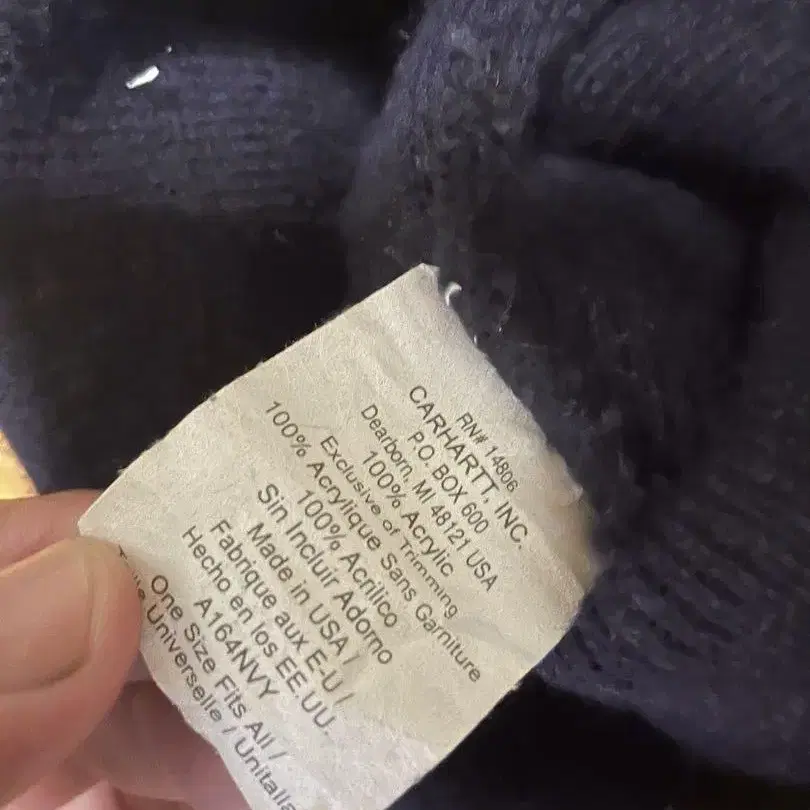 RN# 14806
CARHARTT, INC.
P.O. BOX 600
Dearborn, MI 48121 USA
100% Acrylic
Exclusive of Trimming
100% Acrylique Sans Garniture
100% Acrilico
Sin Incluir Adorno
Made in USA /
Fabrique aux E-U /
Hecho en los EE.UU.
A164NVY
One Size Fits All /
Universelle / Unitalla